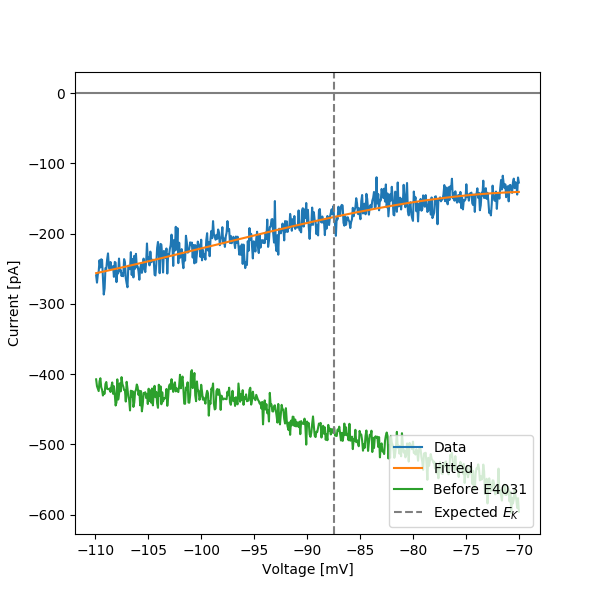 0
−100
−200
−300
−400
−500
−600
Current [pA]
Data
Fitted
Before E4031
Expected E_K
−110
−105
−100
−95
−90
−85
−80
−75
−70
Voltage [mV]